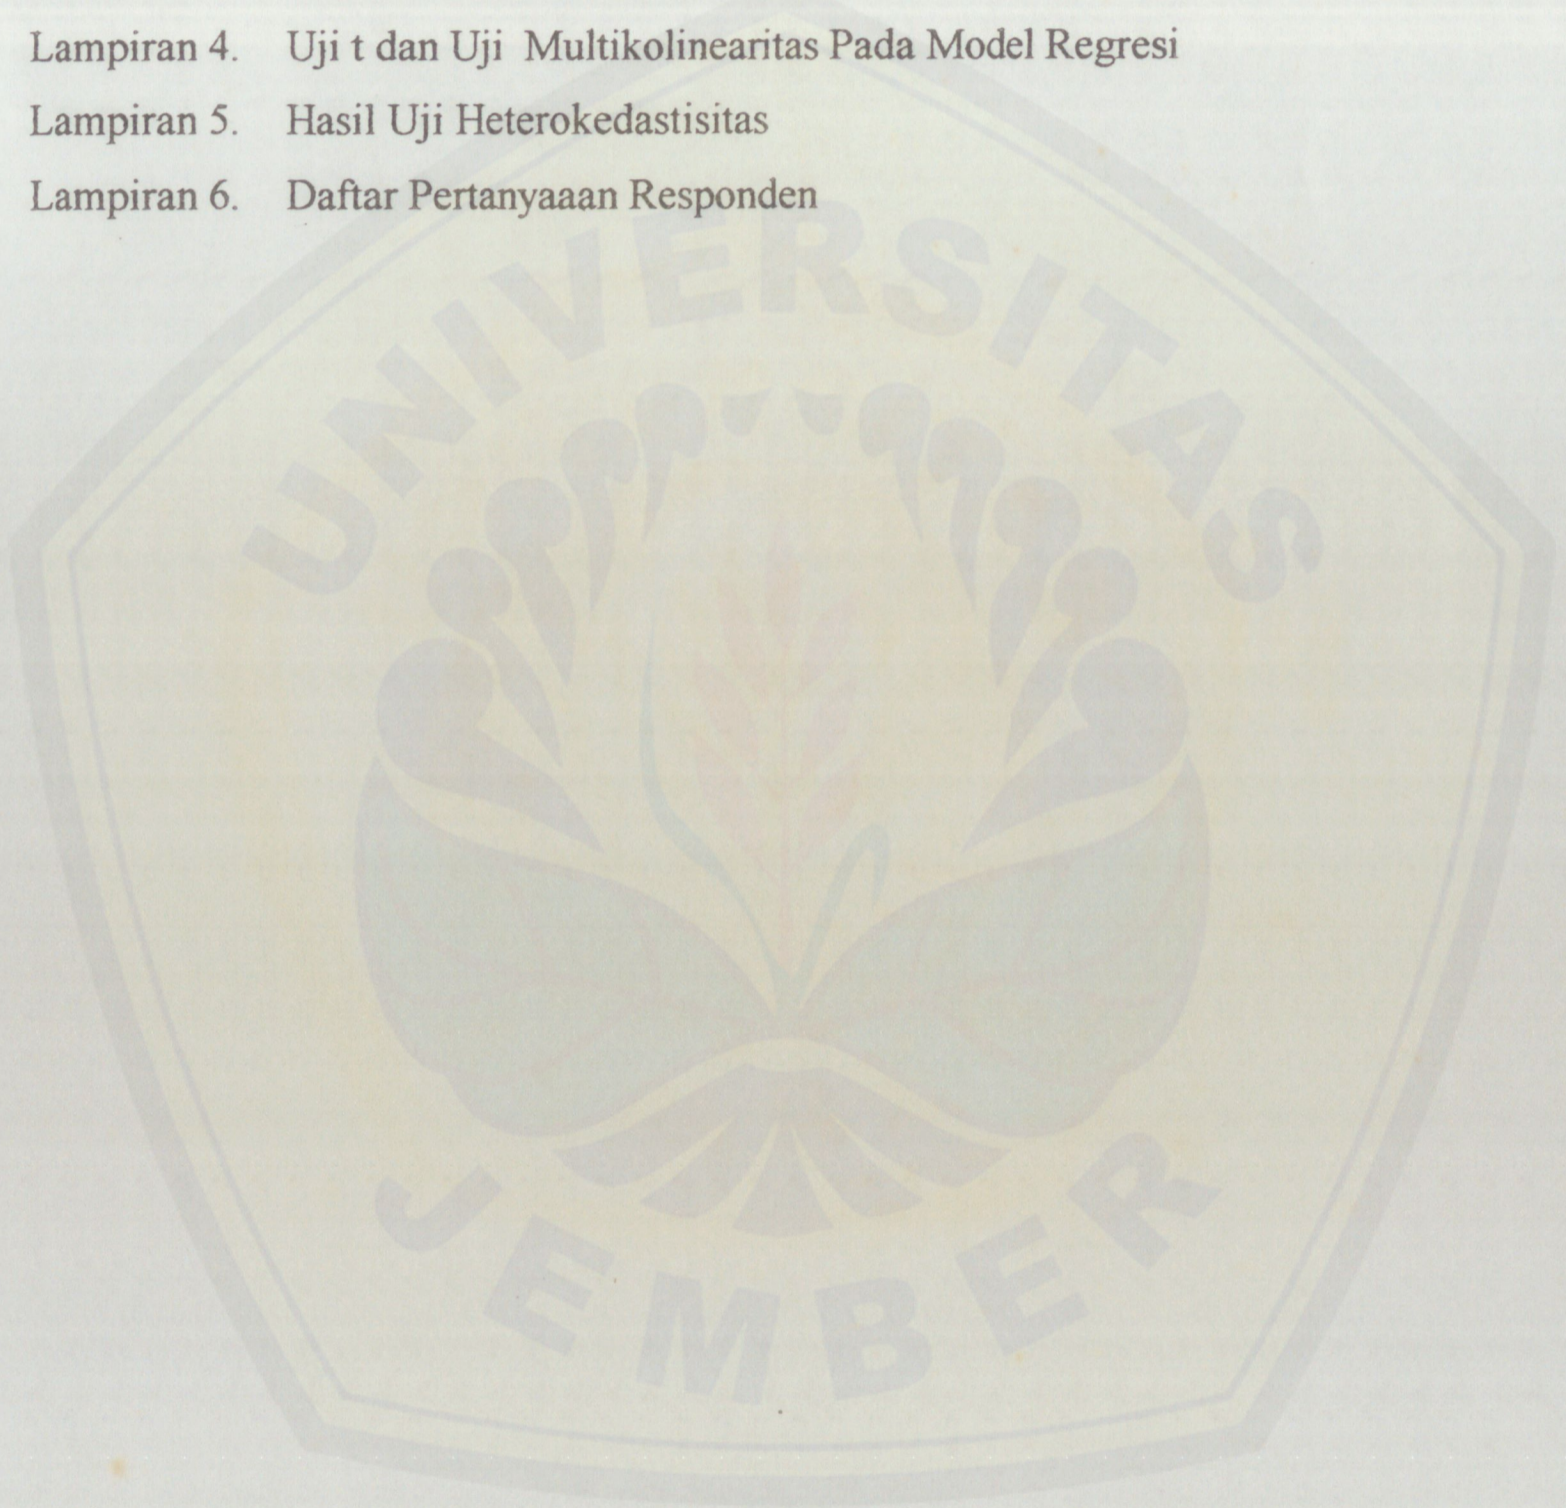 Lampiran 4. Uji t dan Uji Multikolinearitas Pada Model Regresi
Lampiran 5. Hasil Uji Heterokedastisitas
Lampiran 6. Daftar Pertanyaaan Responden
UNIVERSITAS
JEMBER